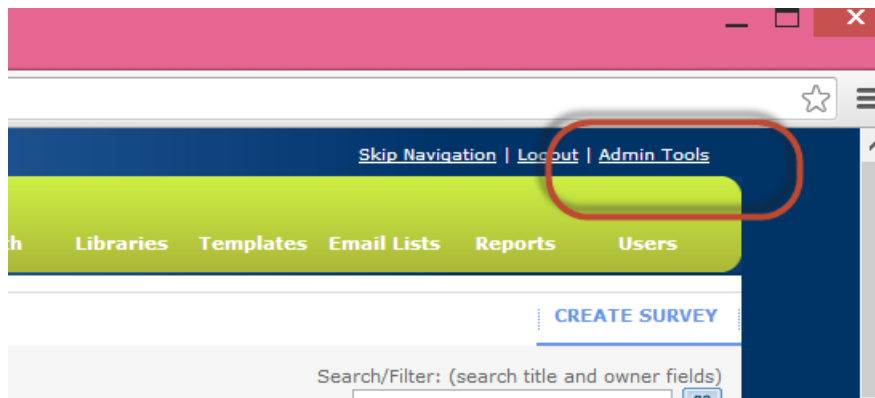 Skip Navigation | Logout | Admin Tools
Libraries Templates Email Lists Reports Users
CREATE SURVEY
Search/Filter: (search title and owner fields)